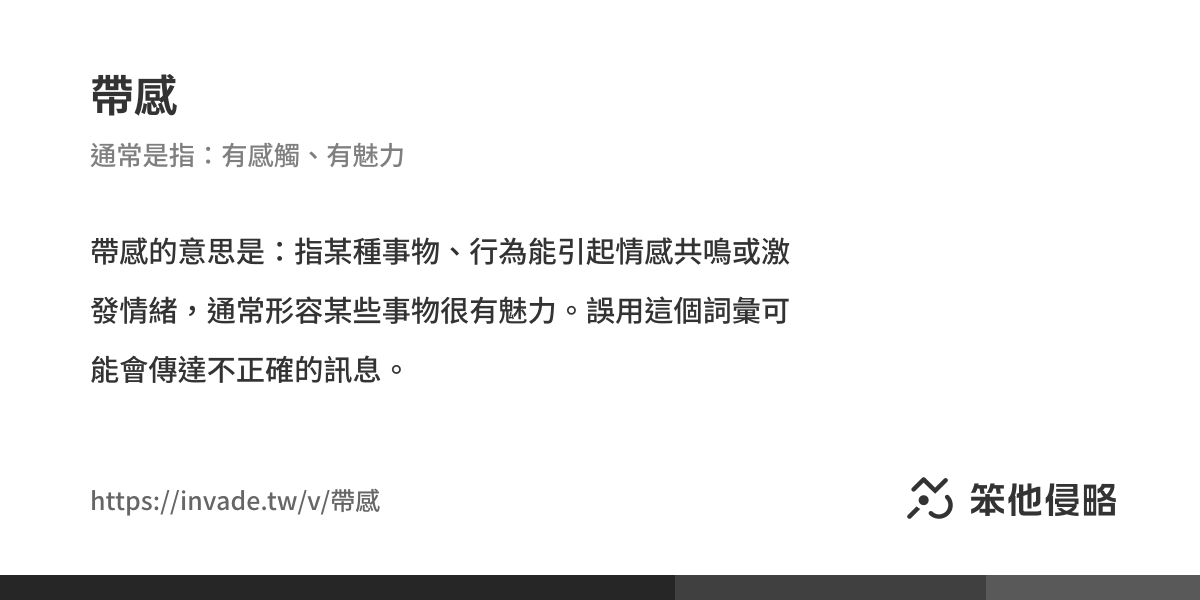 帶感
通常是指：有感觸、有魅力
帶感的意思是：指某種事物、行為能引起情感共鳴或激
發情緒，通常形容某些事物很有魅力。誤用這個詞彙可
能會傳達不正確的訊息。
https://invade.tw/v/帶感
笨他侵略